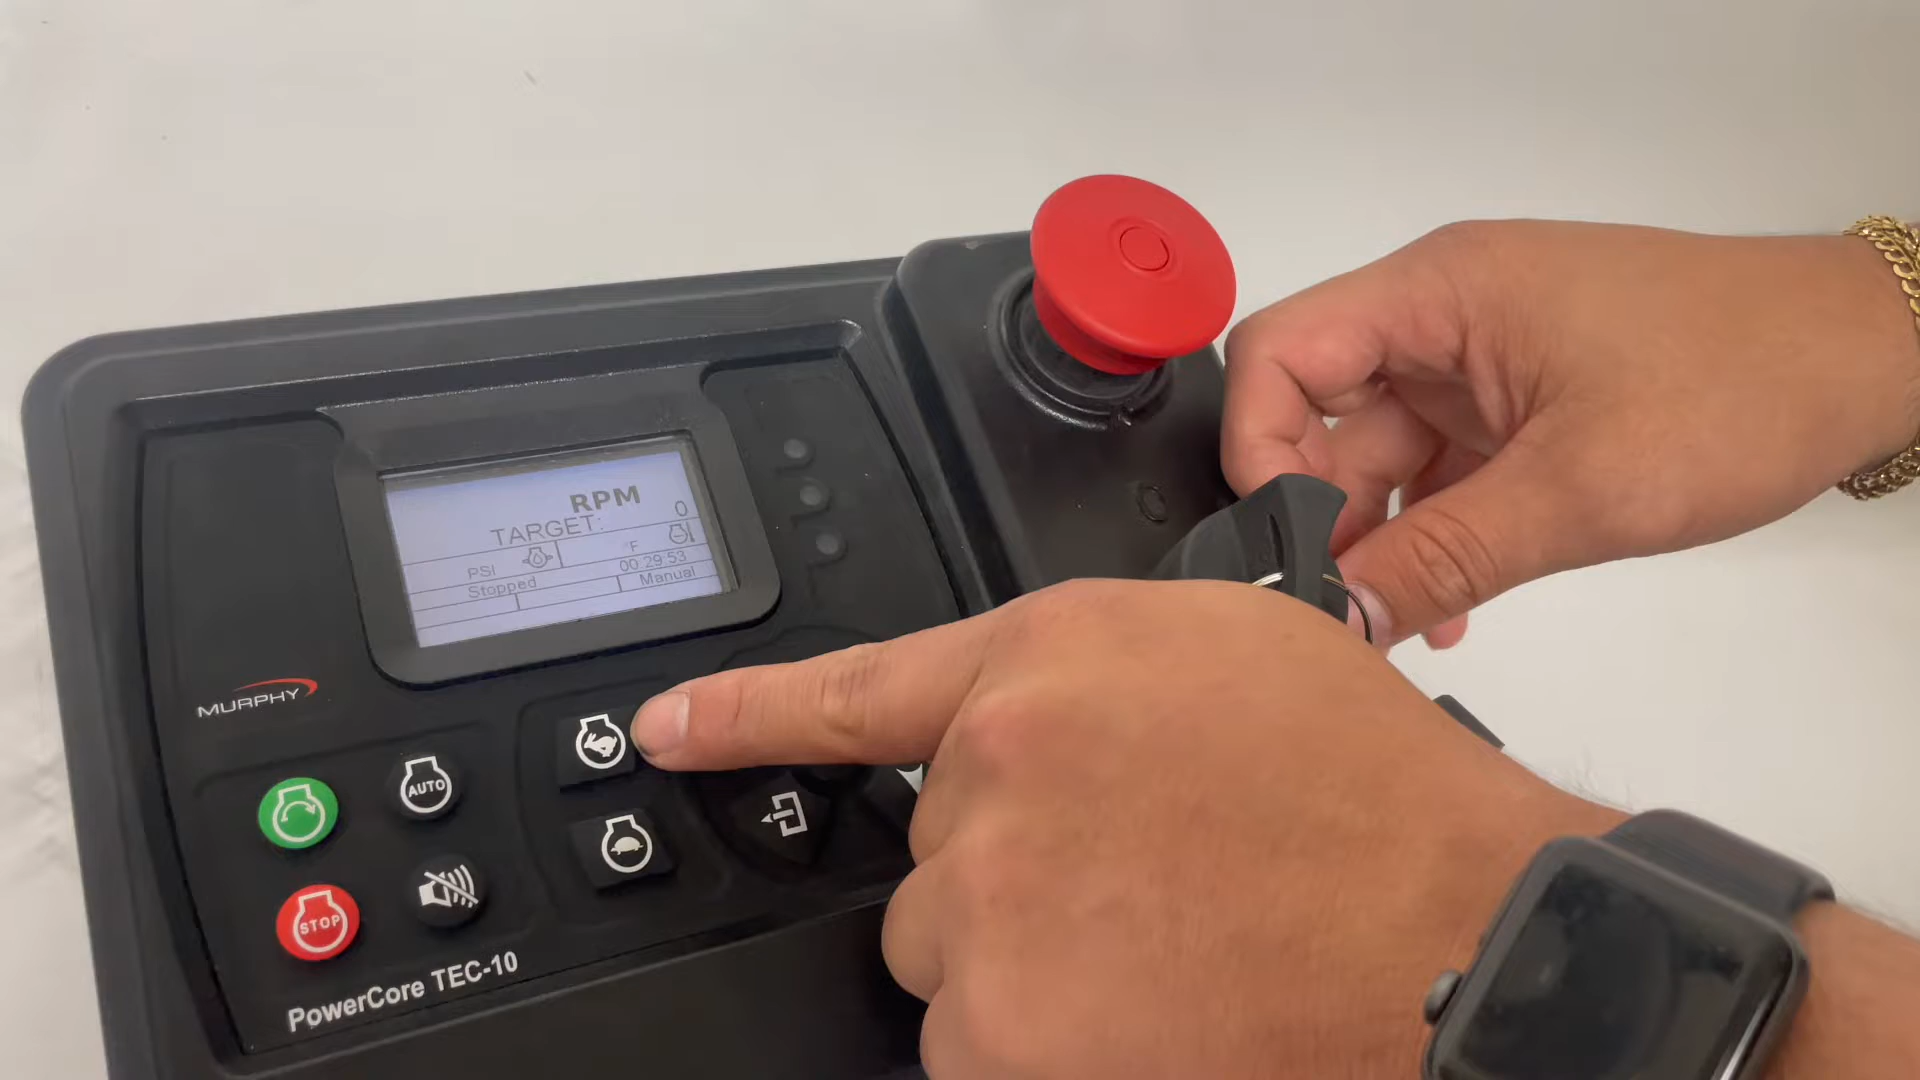 RPM
TARGET: 0
PSI °F
Stopped 00:29:53
Manual
MURPHY
AUTO
STOP
PowerCore TEC-10